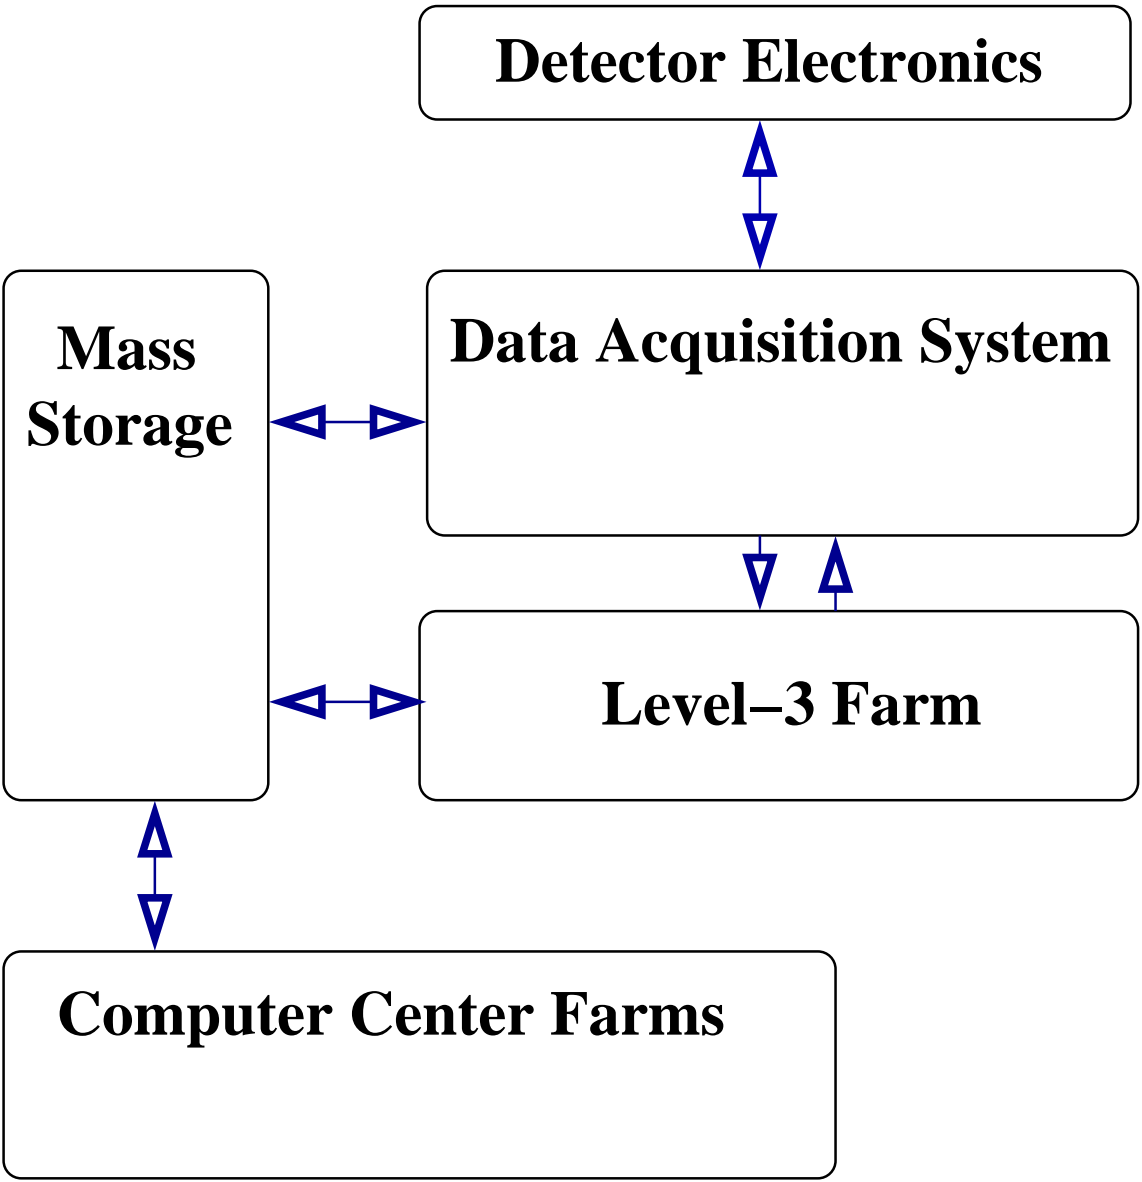 Detector Electronics
Mass
Storage
Data Acquisition System
Level−3 Farm
Computer Center Farms